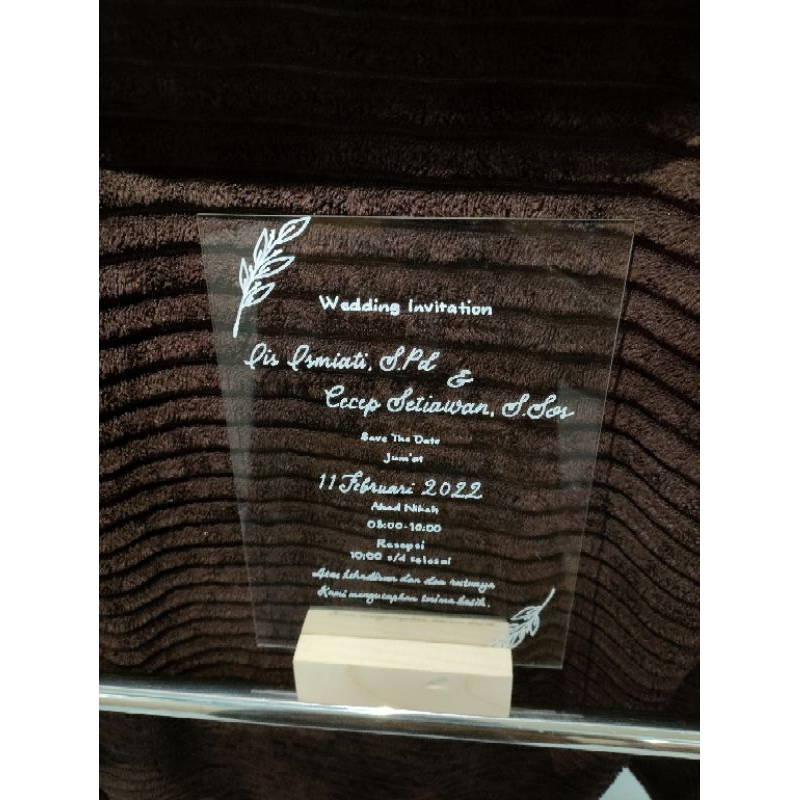 Wedding Invitation
Iis Ismiati, S.Pd
&
Cecep Setiawan, S.Sos
Save The Date
Jum'at
11 Februari 2022
Akad Nikah
08:00-10:00
Resepsi
10:00 s/d selesai
Atas kehadiran dan doa restunya
Kami mengucapkan terima kasih.